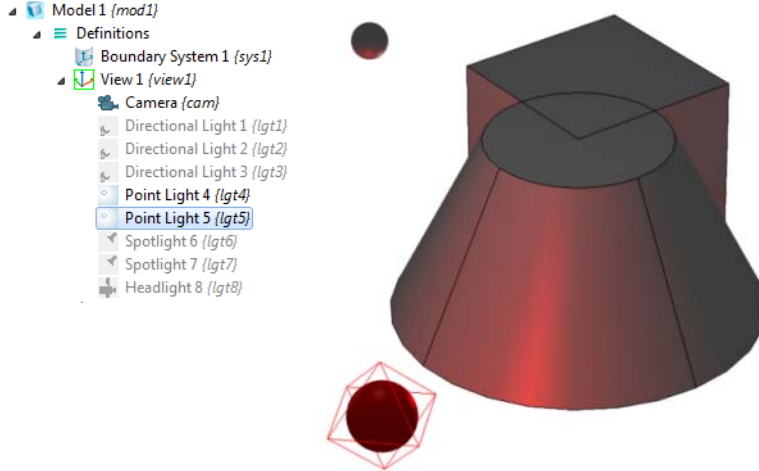 Model 1 {mod1}
Definitions
Boundary System 1 {sys1}
View 1 {view1}
Camera {cam}
Directional Light 1 {lgt1}
Directional Light 2 {lgt2}
Directional Light 3 {lgt3}
Point Light 4 {lgt4}
Point Light 5 {lgt5}
Spotlight 6 {lgt6}
Spotlight 7 {lgt7}
Headlight 8 {lgt8}